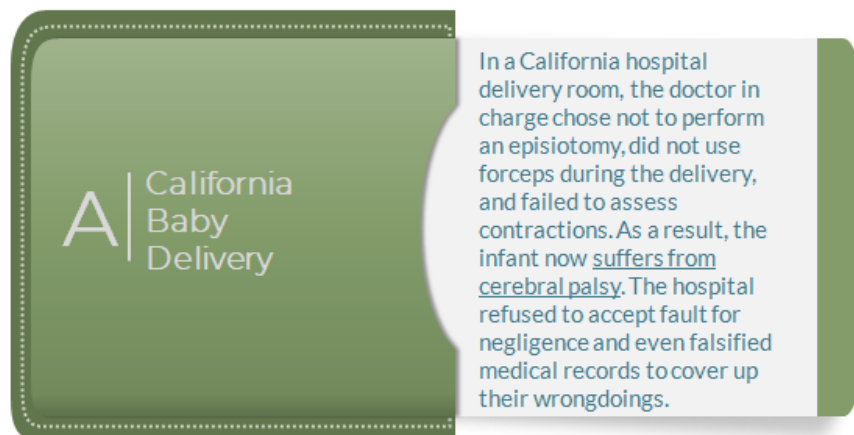 A
California
Baby
Delivery
In a California hospital
delivery room, the doctor in
charge chose not to perform
an episiotomy, did not use
forceps during the delivery,
and failed to assess
contractions. As a result, the
infant now suffers from
cerebral palsy. The hospital
refused to accept fault for
negligence and even falsified
medical records to cover up
their wrongdoings.